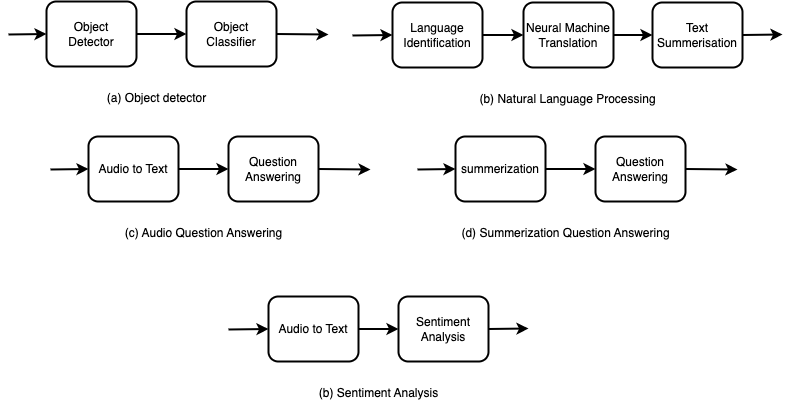 Object
Detector
Object
Classifier
Language
Identification
Neural Machine
Translation
Text
Summerisation
(a) Object detector
(b) Natural Language Processing
Audio to Text
Question
Answering
summerization
Question
Answering
(c) Audio Question Answering
(d) Summerization Question Answering
Audio to Text
Sentiment
Analysis
(b) Sentiment Analysis